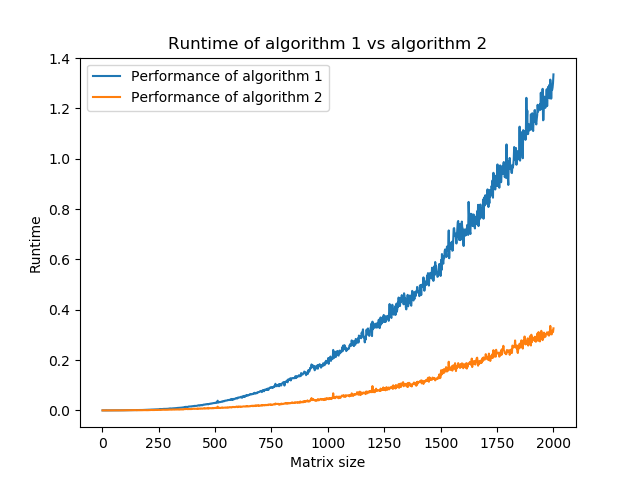 Runtime of algorithm 1 vs algorithm 2
1.4
Performance of algorithm 1
Performance of algorithm 2
1.2
1.0
0.8
Runtime
0.6
0.4
0.2
0.0
0 250 500 750 1000 1250 1500 1750 2000
Matrix size